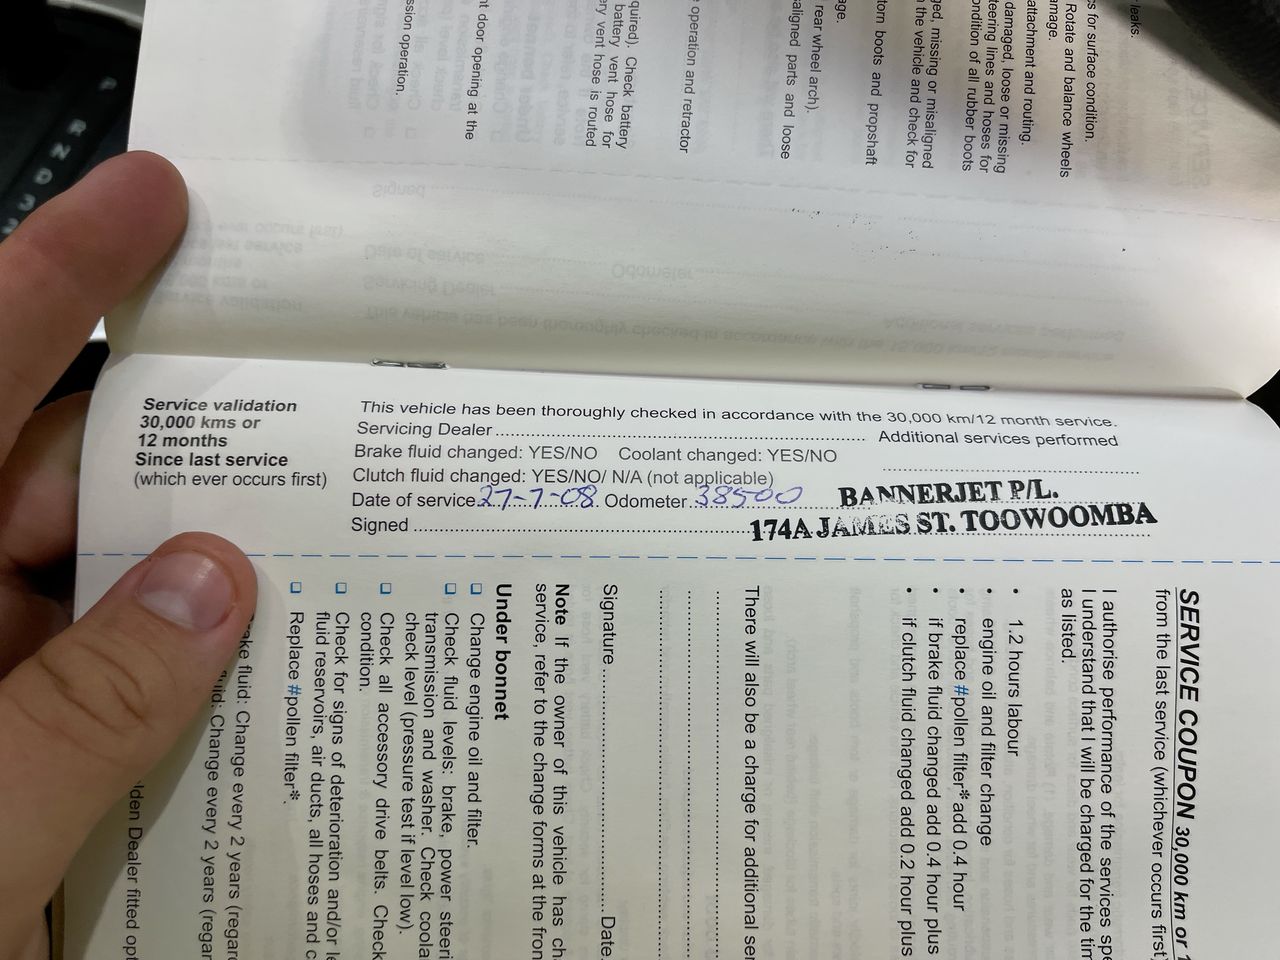 leaks.
s for surface condition.
Rotate and balance wheels
amage.
attachment and routing.
damaged, loose or missing
teering lines and hoses for
ondition of all rubber boots
ged, missing or misaligned
the vehicle and check for
torn boots and propshaft
age.
rear wheel arch).
aligned parts and loose
operation and retractor
quired). Check battery
battery vent hose for
ry vent hose is routed
nt door opening at the
ssion operation.
P
R
N
D
3
2
Service validation
30,000 kms or
12 months
Since last service
(which ever occurs first)
This vehicle has been thoroughly checked in accordance with the 30,000 km/12 month service.
Servicing Dealer ........ Additional services performed
Brake fluid changed: YES/NO Coolant changed: YES/NO
Clutch fluid changed: YES/NO/ N/A (not applicable)
Date of service 27-7-08 Odometer 38500
Signed ........
BANNERJET P/L.
174A JAMES ST. TOOWOOMBA
SERVICE COUPON 30,000 km or 1
from the last service (whichever occurs first)
I authorise performance of the services spe
I understand that I will be charged for the tim
as listed.
• 1.2 hours labour
• engine oil and filter change
• replace #pollen filter* add 0.4 hour
• if brake fluid changed add 0.4 hour plus
• if clutch fluid changed add 0.2 hour plus
There will also be a charge for additional ser
Signature ........ Date
Note If the owner of this vehicle has ch
service, refer to the change forms at the fron
Under bonnet
❑ Change engine oil and filter.
❑ Check fluid levels: brake, power steeri
transmission and washer. Check coola
check level (pressure test if level low).
❑ Check all accessory drive belts. Check
condition.
❑ Check for signs of deterioration and/or le
fluid reservoirs, air ducts, all hoses and c
❑ Replace #pollen filter*.
ake fluid: Change every 2 years (regard
uid: Change every 2 years (regar
lden Dealer fitted opt